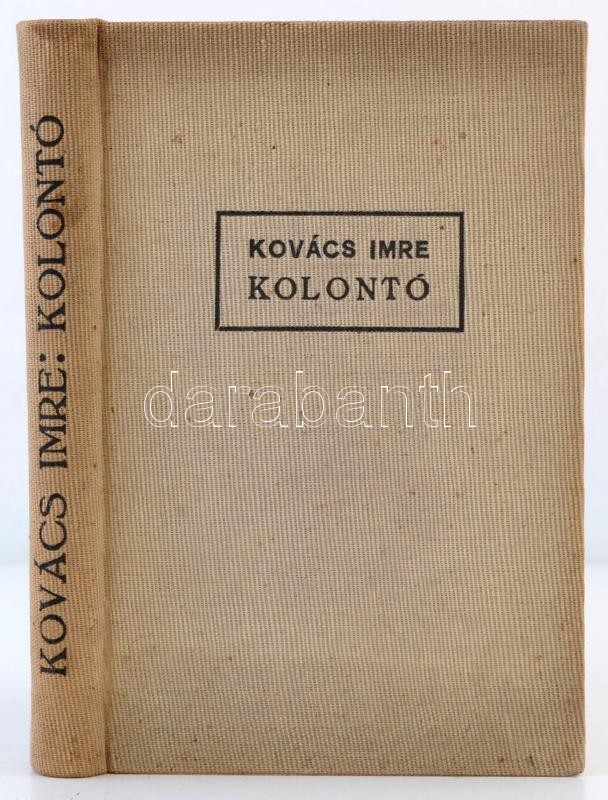 KOVÁCS IMRE: KOLONTÓ
KOVÁCS IMRE
KOLONTÓ
darabanth